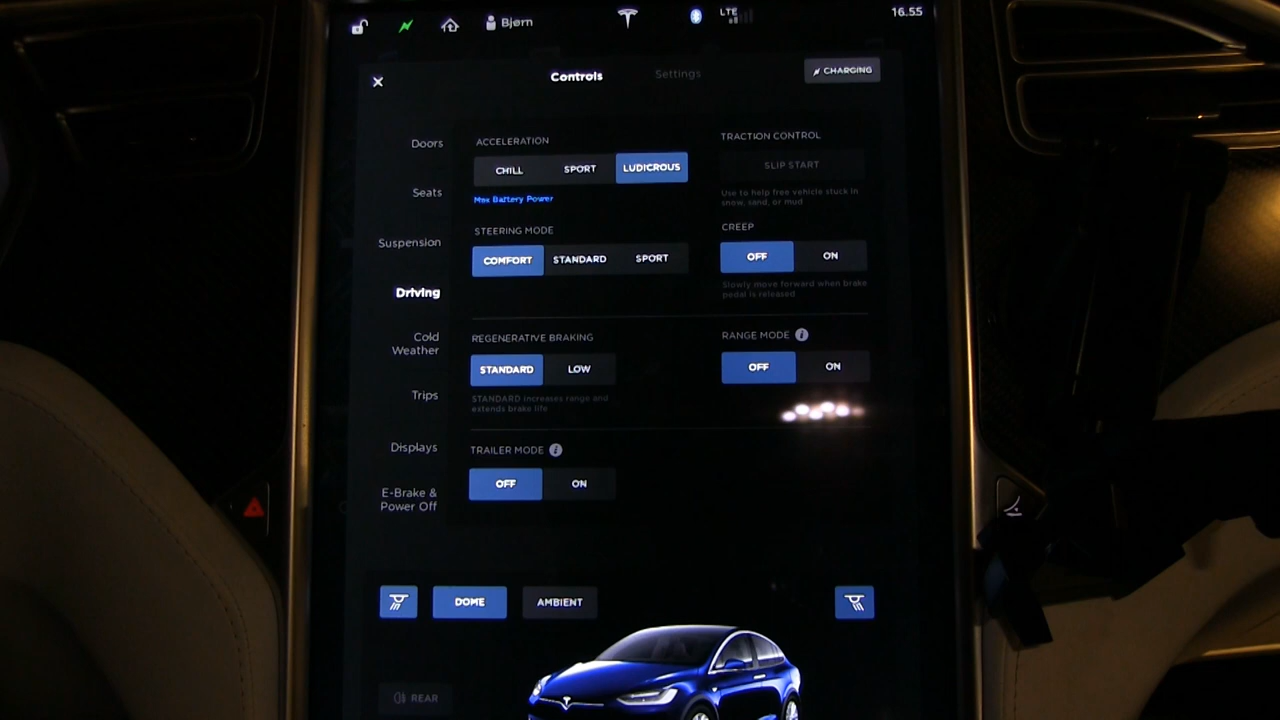 Bjørn
LTE
16.55
Controls
Settings
CHARGING
Doors
Seats
Suspension
Driving
Cold
Weather
Trips
Displays
E-Brake &
Power Off
ACCELERATION
CHILL
SPORT
LUDICROUS
Max Battery Power
STEERING MODE
COMFORT
STANDARD
SPORT
REGENERATIVE BRAKING
STANDARD
LOW
STANDARD increases range and
extends brake life
TRAILER MODE
OFF
ON
TRACTION CONTROL
SLIP START
Use to help free vehicle stuck in
snow, sand, or mud
CREEP
OFF
ON
Slowly move forward when brake
pedal is released
RANGE MODE
OFF
ON
DOME
AMBIENT
REAR